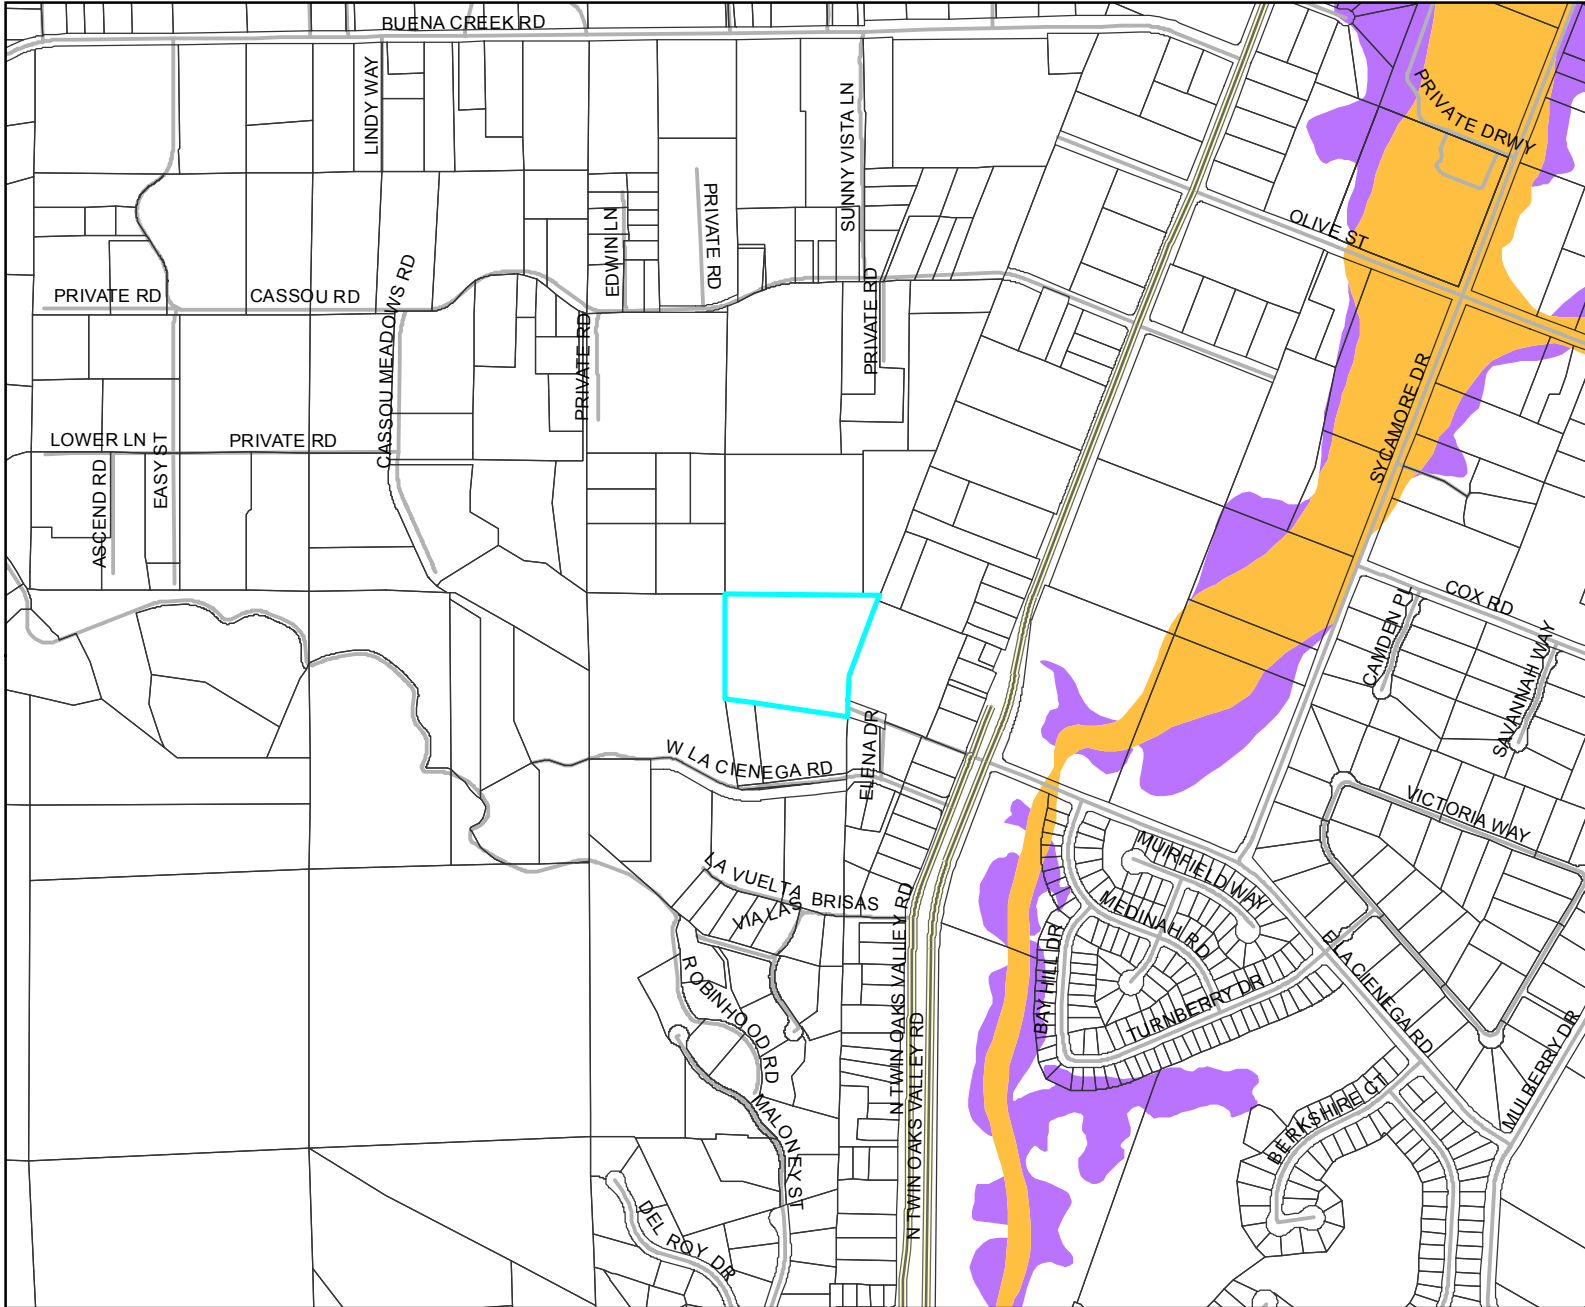 BUENA CREEK RD
LINDY WAY
SUNNY VISTA LN
PRIVATE DRWY
PRIVATE RD
EDWIN LN
OLIVE ST
CASSOU MEADOWS RD
PRIVATE RD
CASSOU RD
PRIVATE RD
PRIVATE RD
SYCAMORE DR
LOWER LN
EASY ST
PRIVATE RD
ASCEND RD
COX RD
CAMDEN PL
SAVANNAH WAY
ELENA DR
W LA CIENEGA RD
VICTORIA WAY
MUIRFIELD WAY
LA VUELTA
VIA LAS BRISAS
MEDINAH RD
N TWIN OAKS VALLEY RD
BAY HILL DR
E LA CIENEGA RD
ROBINHOOD RD
TURNBERRY DR
N TWIN OAKS VALLEY RD
MULBERRY DR
BERKSHIRE CT
MALONEY ST
DEL ROY DR